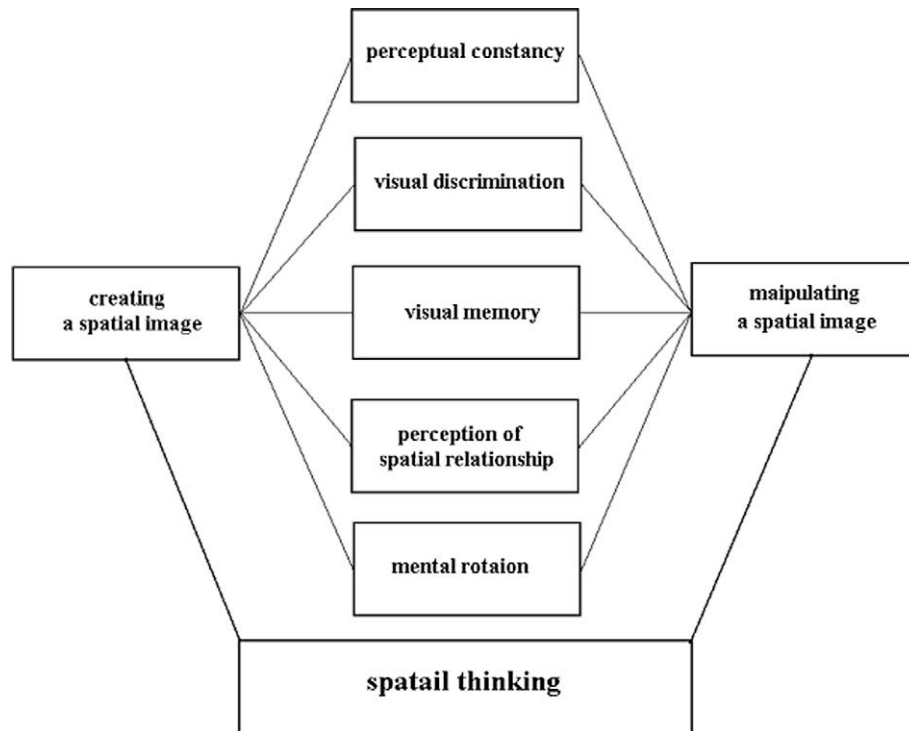 perceptual constancy
visual discrimination
creating
a spatial image
visual memory
maipulating
a spatial image
perception of
spatial relationship
mental rotaion
spatail thinking